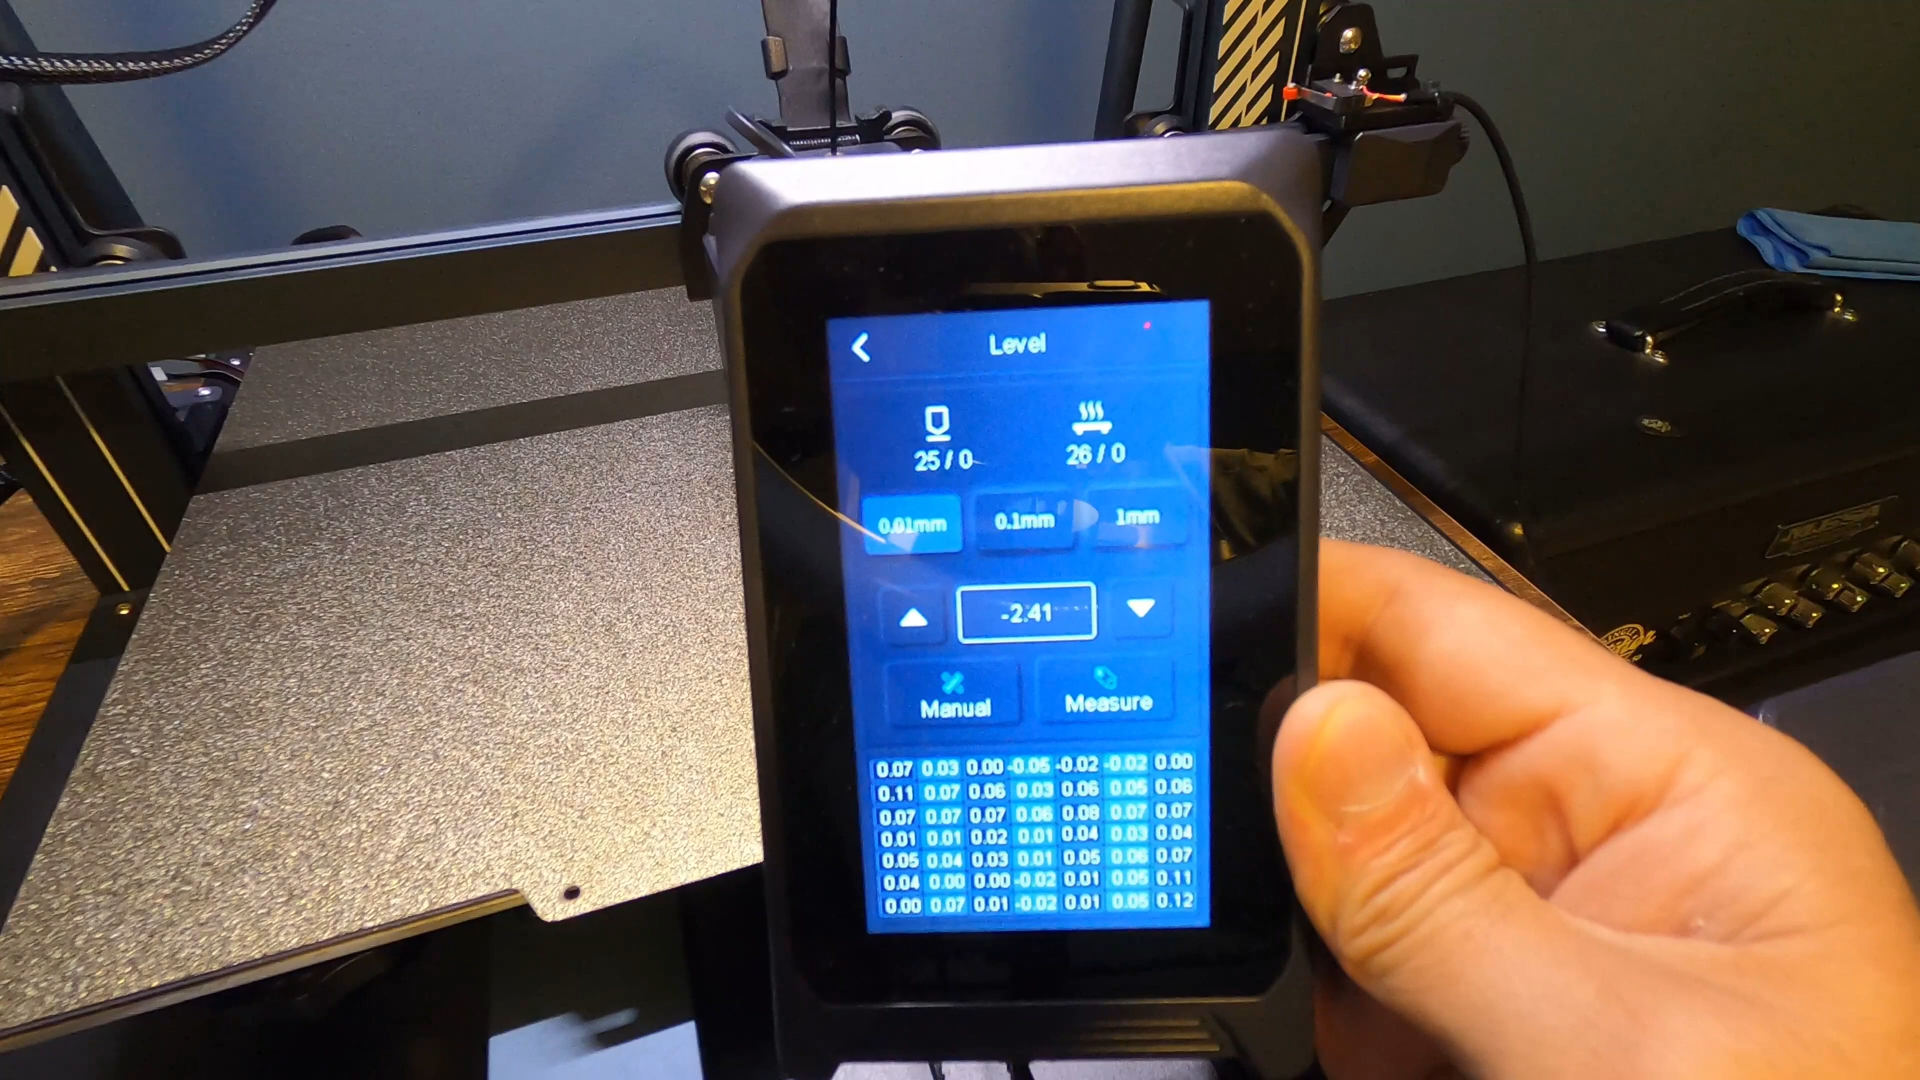 Level
25 / 0 26 / 0
0.01mm 0.1mm 1mm
-2.41
Manual Measure
0.07 0.03 0.00 -0.05 -0.02 -0.02 0.00
0.11 0.07 0.06 0.03 0.06 0.05 0.06
0.07 0.07 0.07 0.06 0.08 0.07 0.07
0.01 0.01 0.02 0.01 0.04 0.03 0.04
0.05 0.04 0.03 0.01 0.05 0.06 0.07
0.04 0.00 0.00 -0.02 0.01 0.05 0.11
0.00 0.07 0.01 -0.02 0.01 0.05 0.12